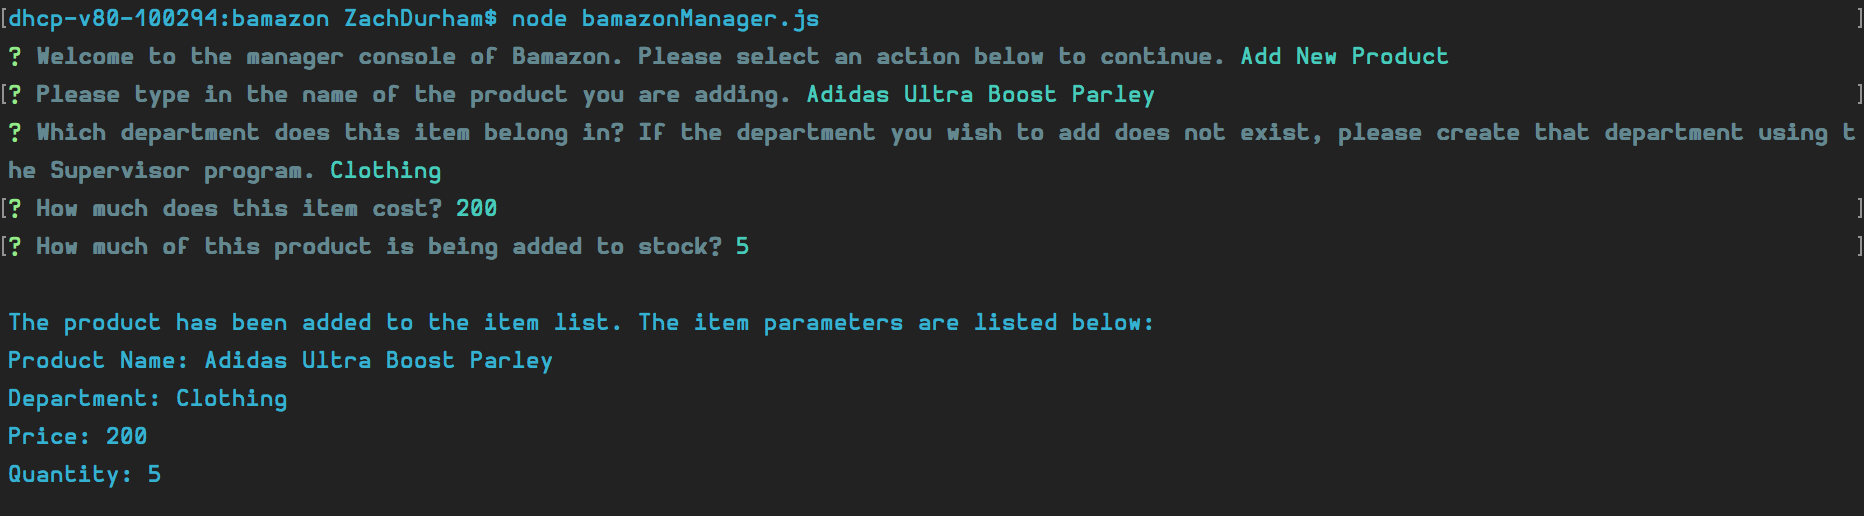 [dhcp-v80-100294:bamazon ZachDurham$ node bamazonManager.js ]
? Welcome to the manager console of Bamazon. Please select an action below to continue. Add New Product
[? Please type in the name of the product you are adding. Adidas Ultra Boost Parley ]
? Which department does this item belong in? If the department you wish to add does not exist, please create that department using t
he Supervisor program. Clothing
[? How much does this item cost? 200 ]
[? How much of this product is being added to stock? 5 ]
The product has been added to the item list. The item parameters are listed below:
Product Name: Adidas Ultra Boost Parley
Department: Clothing
Price: 200
Quantity: 5